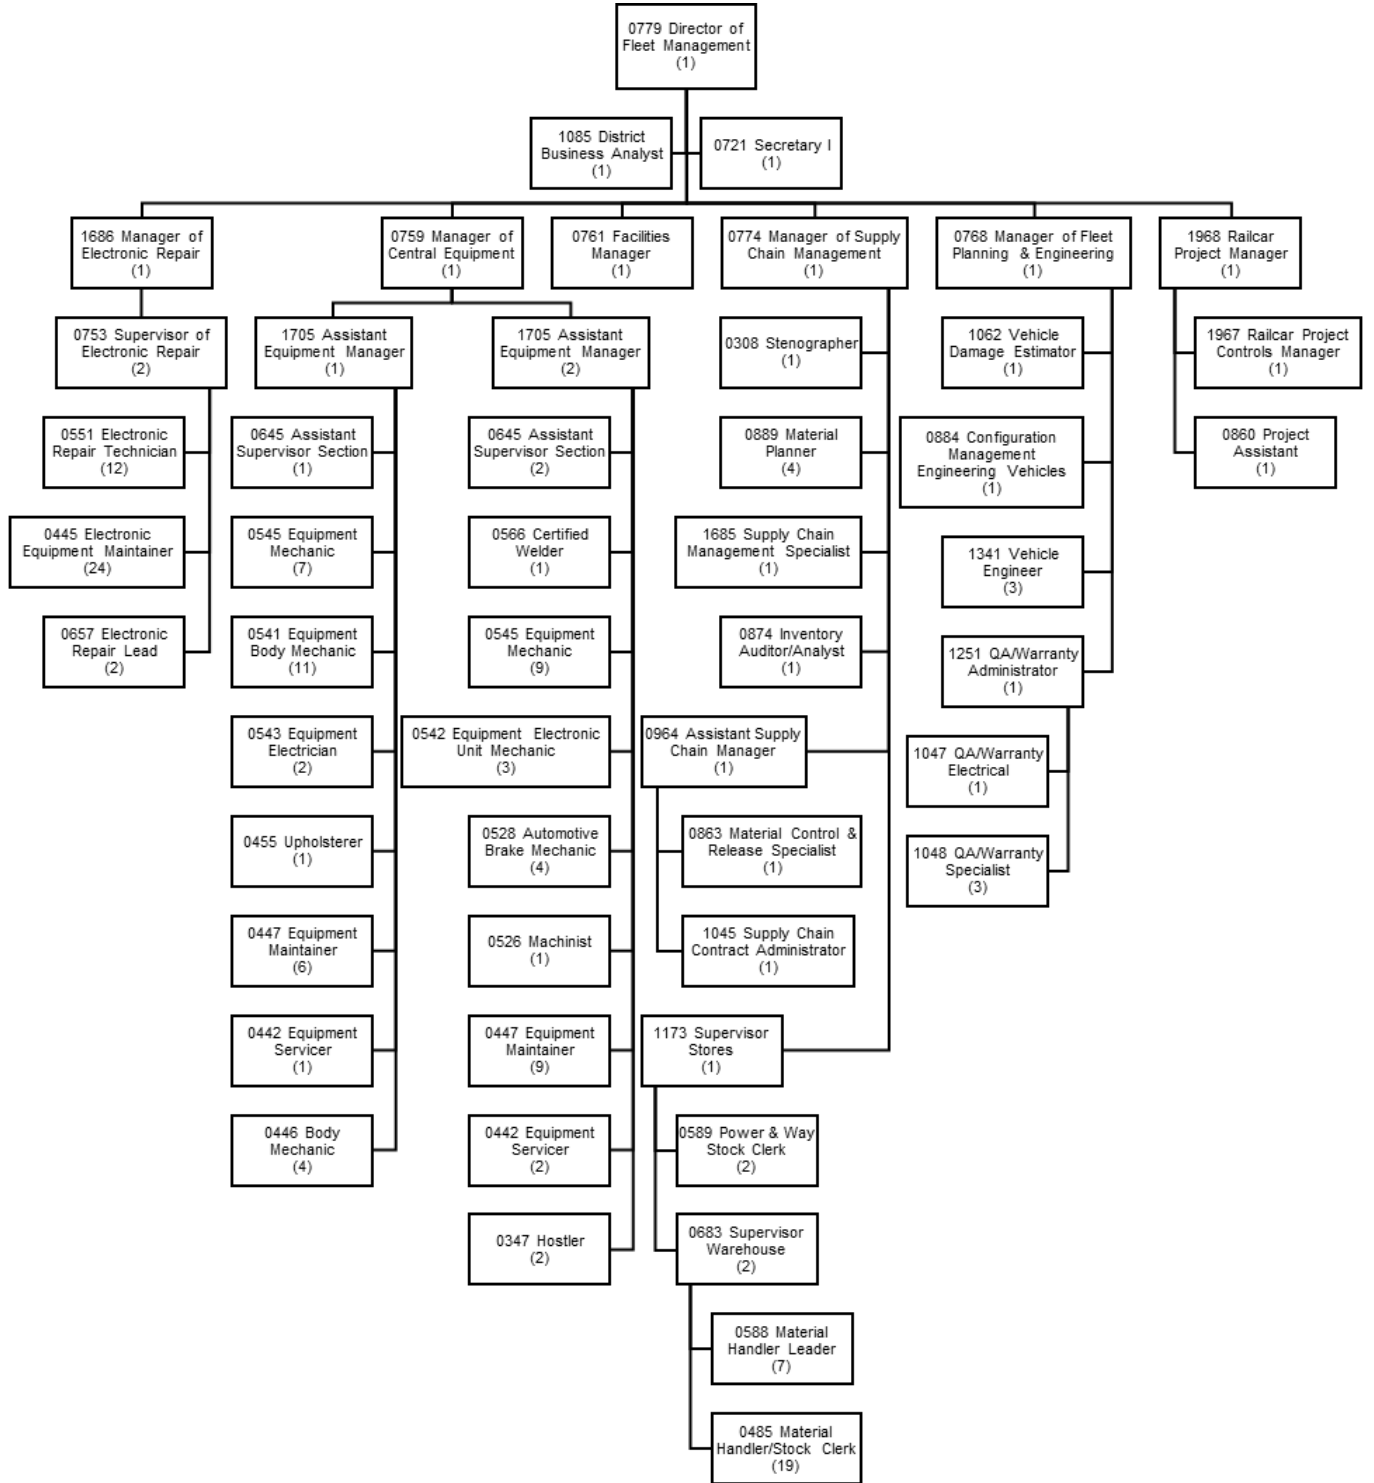 0779 Director of
Fleet Management
(1)
1085 District
Business Analyst
(1)
0721 Secretary I
(1)
1686 Manager of
Electronic Repair
(1)
0759 Manager of
Central Equipment
(1)
0761 Facilities
Manager
(1)
0774 Manager of Supply
Chain Management
(1)
0768 Manager of Fleet
Planning & Engineering
(1)
1968 Railcar
Project Manager
(1)
0753 Supervisor of
Electronic Repair
(2)
0551 Electronic
Repair Technician
(12)
0445 Electronic
Equipment Maintainer
(24)
0657 Electronic
Repair Lead
(2)
1705 Assistant
Equipment Manager
(1)
0645 Assistant
Supervisor Section
(1)
0545 Equipment
Mechanic
(7)
0541 Equipment
Body Mechanic
(11)
0543 Equipment
Electrician
(2)
0455 Upholsterer
(1)
0447 Equipment
Maintainer
(6)
0442 Equipment
Servicer
(1)
0446 Body
Mechanic
(4)
1705 Assistant
Equipment Manager
(2)
0645 Assistant
Supervisor Section
(2)
0566 Certified
Welder
(1)
0545 Equipment
Mechanic
(9)
0542 Equipment Electronic
Unit Mechanic
(3)
0528 Automotive
Brake Mechanic
(4)
0526 Machinist
(1)
0447 Equipment
Maintainer
(9)
0442 Equipment
Servicer
(2)
0347 Hostler
(2)
0308 Stenographer
(1)
0889 Material
Planner
(4)
1685 Supply Chain
Management Specialist
(1)
0874 Inventory
Auditor/Analyst
(1)
0964 Assistant Supply
Chain Manager
(1)
0863 Material Control &
Release Specialist
(1)
1045 Supply Chain
Contract Administrator
(1)
1173 Supervisor
Stores
(1)
0589 Power & Way
Stock Clerk
(2)
0683 Supervisor
Warehouse
(2)
0588 Material
Handler Leader
(7)
0485 Material
Handler/Stock Clerk
(19)
1062 Vehicle
Damage Estimator
(1)
0884 Configuration
Management
Engineering Vehicles
(1)
1341 Vehicle
Engineer
(3)
1251 QA/Warranty
Administrator
(1)
1047 QA/Warranty
Electrical
(1)
1048 QA/Warranty
Specialist
(3)
1967 Railcar Project
Controls Manager
(1)
0860 Project
Assistant
(1)